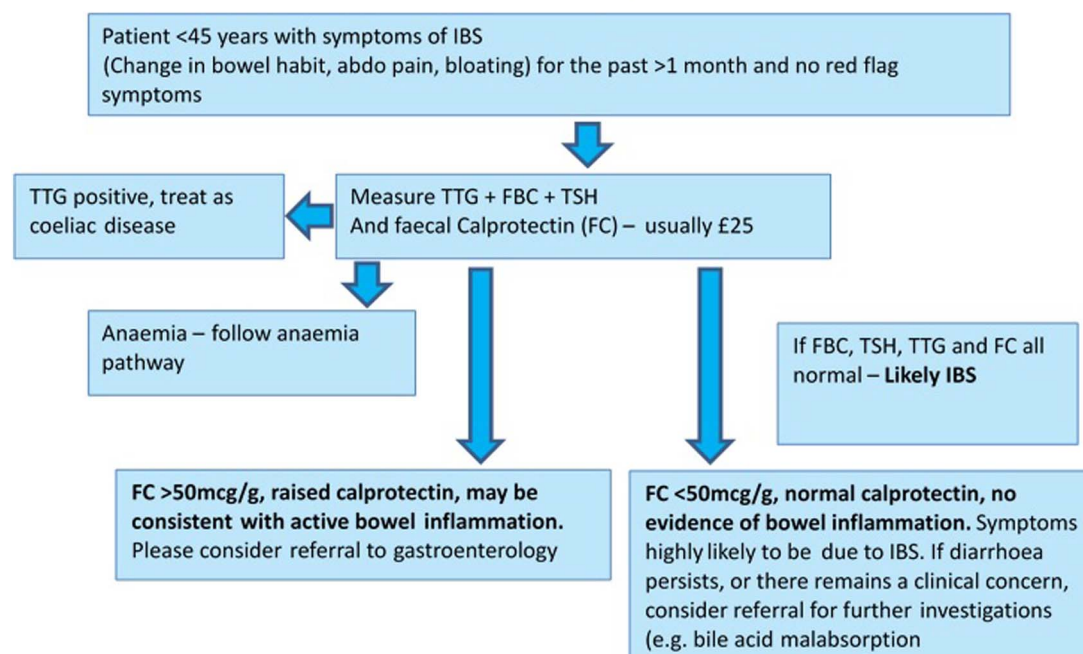 Patient <45 years with symptoms of IBS
(Change in bowel habit, abdo pain, bloating) for the past >1 month and no red flag
symptoms
TTG positive, treat as
coeliac disease
Measure TTG + FBC + TSH
And faecal Calprotectin (FC) – usually £25
Anaemia – follow anaemia
pathway
If FBC, TSH, TTG and FC all
normal – Likely IBS
FC >50mcg/g, raised calprotectin, may be
consistent with active bowel inflammation.
Please consider referral to gastroenterology
FC <50mcg/g, normal calprotectin, no
evidence of bowel inflammation. Symptoms
highly likely to be due to IBS. If diarrhoea
persists, or there remains a clinical concern,
consider referral for further investigations
(e.g. bile acid malabsorption